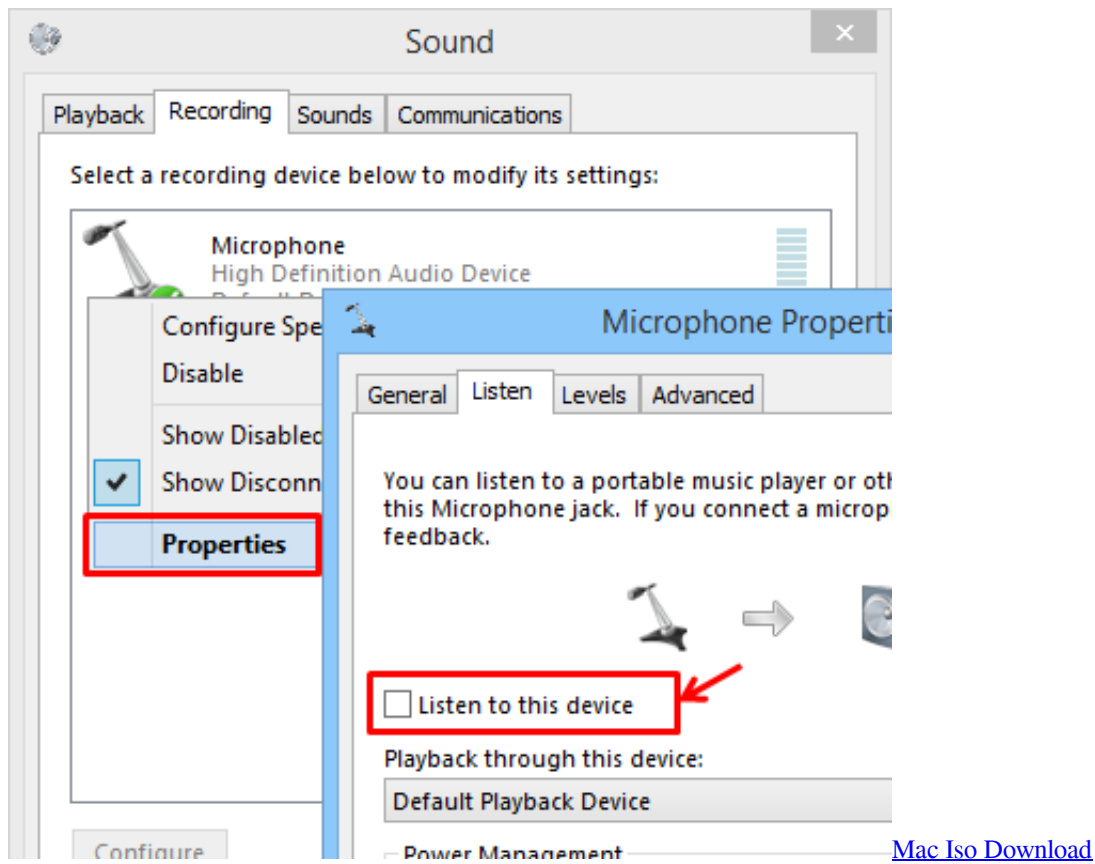 Sound
Playback Recording Sounds Communications
Select a recording device below to modify its settings:
Microphone
High Definition Audio Device
Configure Spe
Disable
Show Disabled
Show Disconn
Properties
Microphone Properti
General Listen Levels Advanced
You can listen to a portable music player or oth
this Microphone jack. If you connect a microp
feedback.
Listen to this device
Playback through this device:
Default Playback Device
Power Management
Configure
Mac Iso Download